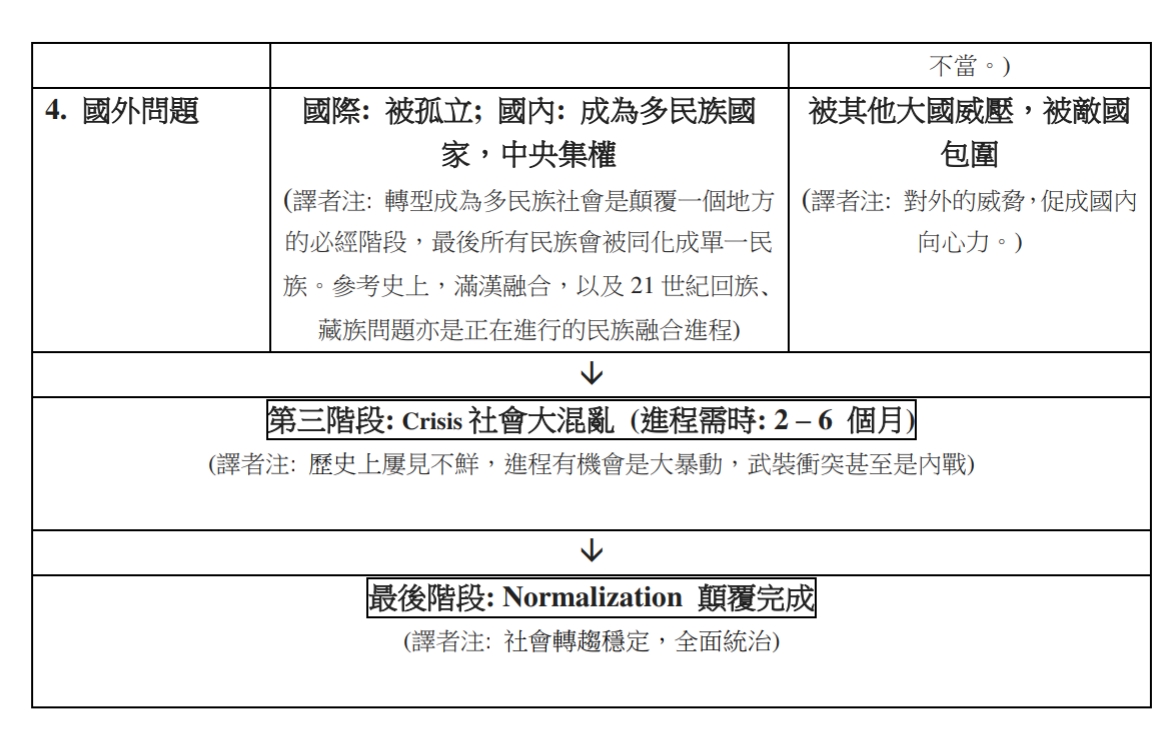 不當。)
4. 國外問題
國際: 被孤立; 國內: 成為多民族國
家，中央集權
(譯者注: 轉型成為多民族社會是顛覆一個地方
的必經階段，最後所有民族會被同化成單一民
族。參考史上，滿漢融合，以及 21 世紀回族、
藏族問題亦是正在進行的民族融合進程)
被其他大國威壓，被敵國
包圍
(譯者注: 對外的威脅，促成國內
向心力。)
↓
第三階段: Crisis 社會大混亂 (進程需時: 2 – 6 個月)
(譯者注: 歷史上屢見不鮮，進程有機會是大暴動，武裝衝突甚至是內戰)
↓
最後階段: Normalization 顛覆完成
(譯者注: 社會轉趨穩定，全面統治)